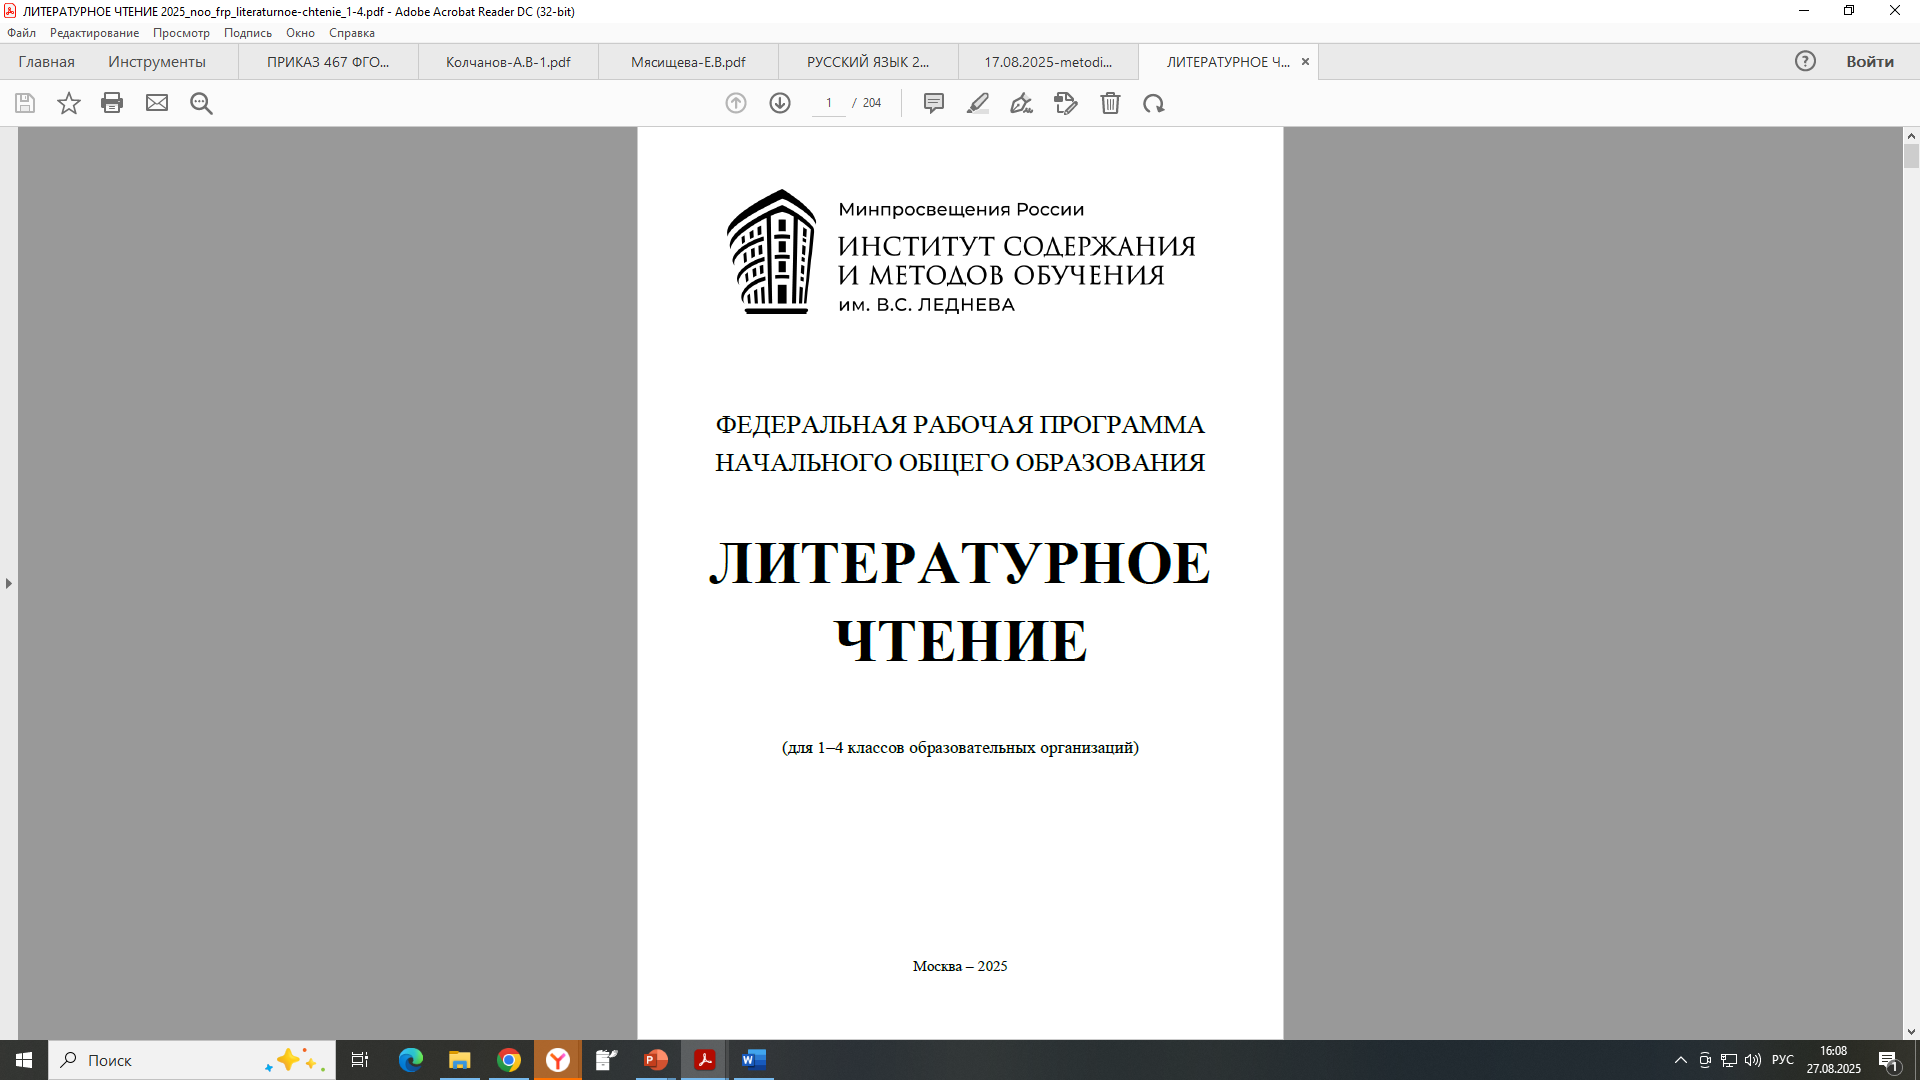 ЛИТЕРАТУРНОЕ ЧТЕНИЕ 2025_noo_frp_literaturnoe-chtenie_1-4.pdf - Adobe Acrobat Reader DC (32-bit)
Файл Редактирование Просмотр Подпись Окно Справка
Главная Инструменты ПРИКАЗ 467 ФГО... Колчанов-А.В-1.pdf Мясищева-Е.В.pdf РУССКИЙ ЯЗЫК 2... 17.08.2025-metodi... ЛИТЕРАТУРНОЕ Ч... Войти
1 / 204
Минпросвещения России
ИНСТИТУТ СОДЕРЖАНИЯ
И МЕТОДОВ ОБУЧЕНИЯ
им. В.С. ЛЕДНЕВА
ФЕДЕРАЛЬНАЯ РАБОЧАЯ ПРОГРАММА
НАЧАЛЬНОГО ОБЩЕГО ОБРАЗОВАНИЯ
ЛИТЕРАТУРНОЕ
ЧТЕНИЕ
(для 1–4 классов образовательных организаций)
Москва – 2025
Поиск
РУС
16:08
27.08.2025
1